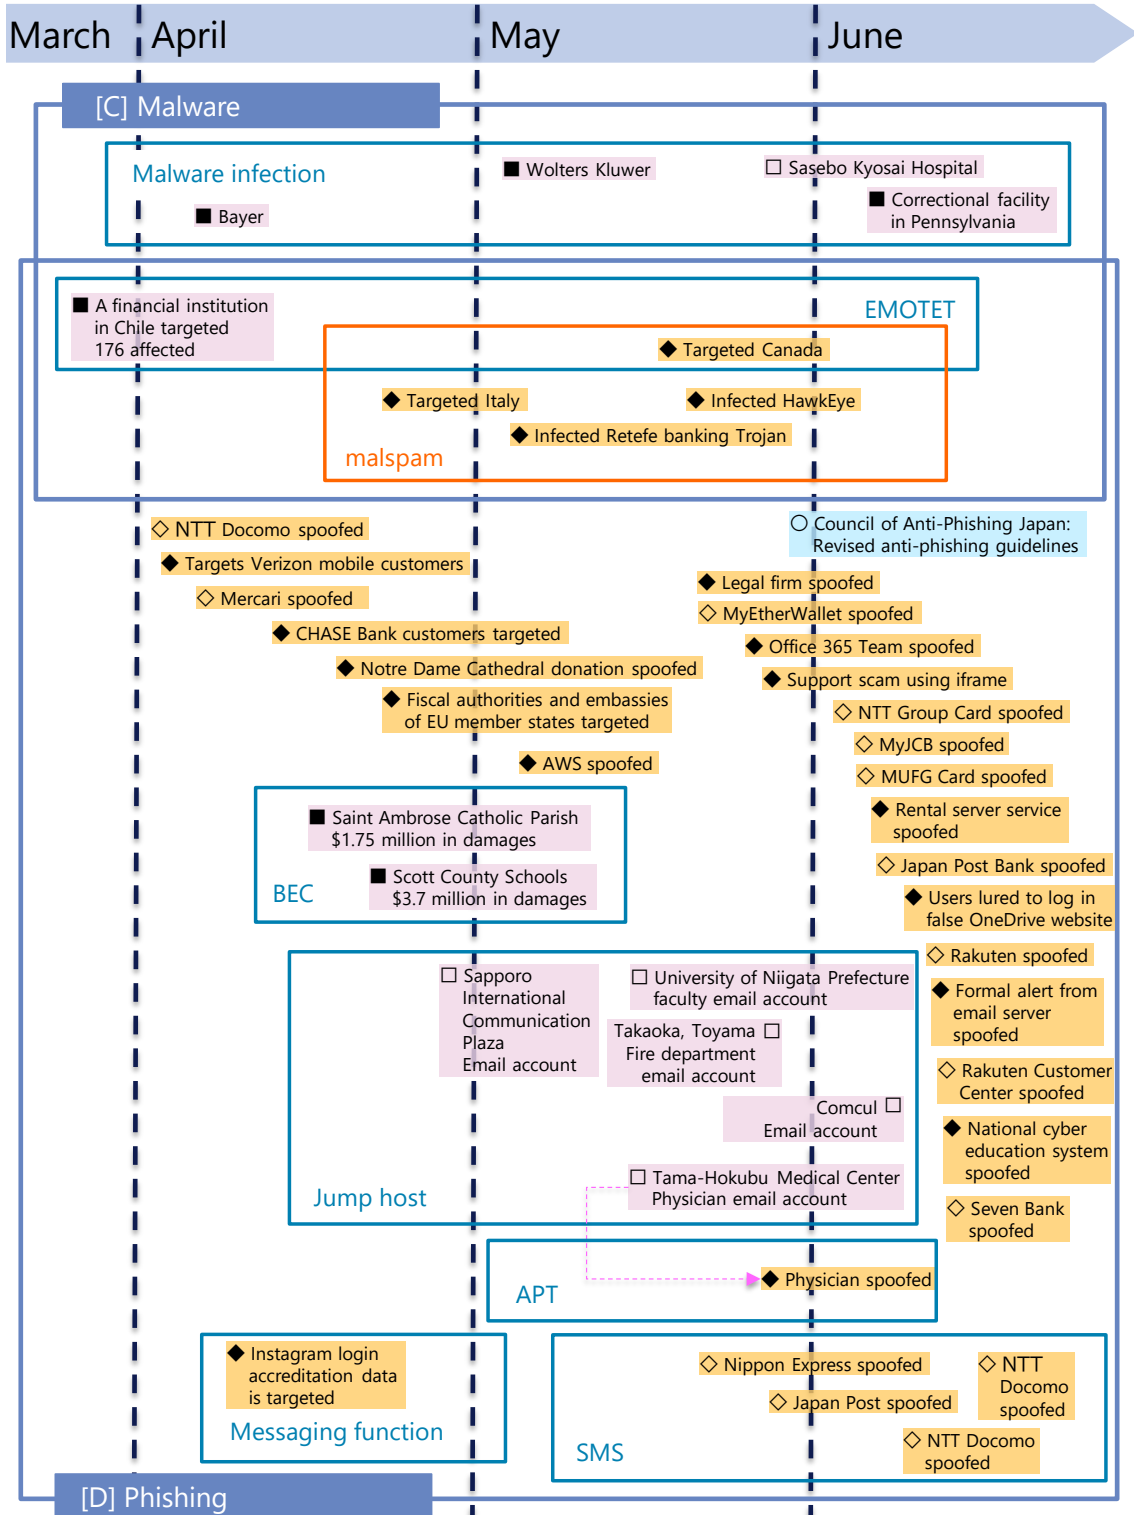 March
April
May
June
[C] Malware
Malware infection
■ Wolters Kluwer
□ Sasebo Kyosai Hospital
■ Bayer
■ Correctional facility
in Pennsylvania
■ A financial institution
in Chile targeted
176 affected
EMOTET
◆ Targeted Canada
◆ Targeted Italy
◆ Infected HawkEye
◆ Infected Retefe banking Trojan
malspam
◇ NTT Docomo spoofed
○ Council of Anti-Phishing Japan:
Revised anti-phishing guidelines
◆ Targets Verizon mobile customers
◆ Legal firm spoofed
◇ Mercari spoofed
◇ MyEtherWallet spoofed
◆ CHASE Bank customers targeted
◆ Office 365 Team spoofed
◆ Notre Dame Cathedral donation spoofed
◆ Support scam using iframe
◆ Fiscal authorities and embassies
of EU member states targeted
◇ NTT Group Card spoofed
◇ MyJCB spoofed
◆ AWS spoofed
◇ MUFG Card spoofed
■ Saint Ambrose Catholic Parish
$1.75 million in damages
◆ Rental server service
spoofed
■ Scott County Schools
$3.7 million in damages
BEC
◇ Japan Post Bank spoofed
◆ Users lured to log in
false OneDrive website
◇ Rakuten spoofed
□ Sapporo
International
Communication
Plaza
Email account
□ University of Niigata Prefecture
faculty email account
◆ Formal alert from
email server
spoofed
Takaoka, Toyama □
Fire department
email account
◇ Rakuten Customer
Center spoofed
Comcul □
Email account
◆ National cyber
education system
spoofed
□ Tama-Hokubu Medical Center
Physician email account
Jump host
◇ Seven Bank
spoofed
◆ Physician spoofed
APT
◆ Instagram login
accreditation data
is targeted
Messaging function
◇ Nippon Express spoofed
◇ NTT
Docomo
spoofed
◇ Japan Post spoofed
◇ NTT Docomo
spoofed
SMS
[D] Phishing